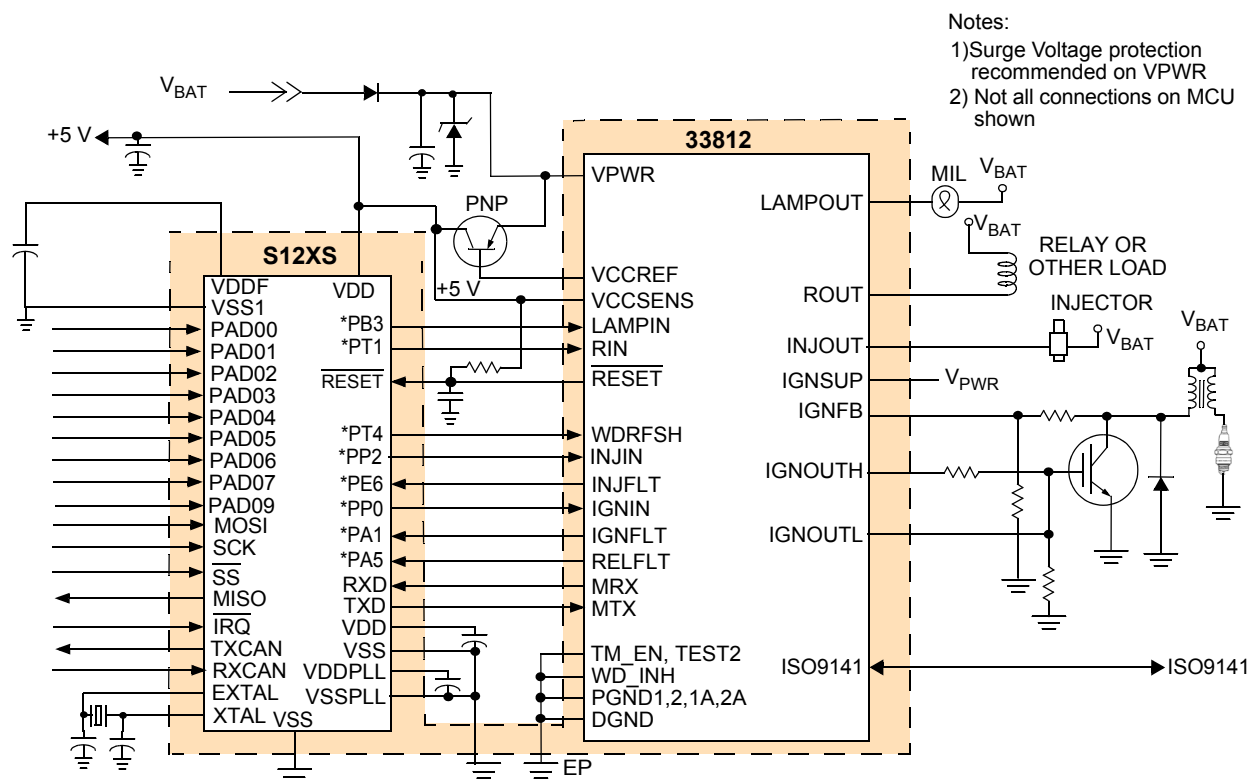 Notes:
1)Surge Voltage protection
recommended on VPWR
2) Not all connections on MCU
shown
VBAT
+5 V
33812
VPWR
PNP
LAMPOUT
MIL
VBAT
VBAT
RELAY OR
OTHER LOAD
S12XS
VDDF
VDD
+5 V
VCCREF
VCCSENS
ROUT
INJECTOR
VSS1
PAD00
*PB3
LAMPIN
PAD01
*PT1
RIN
INJOUT
VBAT
VBAT
PAD02
RESET
RESET
IGNSUP
VPWR
PAD03
PAD04
IGNFB
PAD05
*PT4
WDRFSH
PAD06
*PP2
INJIN
IGNOUTH
PAD07
*PE6
INJFLT
PAD09
*PP0
IGNIN
MOSI
*PA1
IGNFLT
IGNOUTL
SCK
*PA5
RELFLT
SS
RXD
MRX
MISO
TXD
MTX
IRQ
VDD
TXCAN
VSS
TM_EN, TEST2
RXCAN
VDDPLL
WD_INH
ISO9141
ISO9141
EXTAL
VSSPLL
PGND1,2,1A,2A
XTAL
VSS
DGND
EP